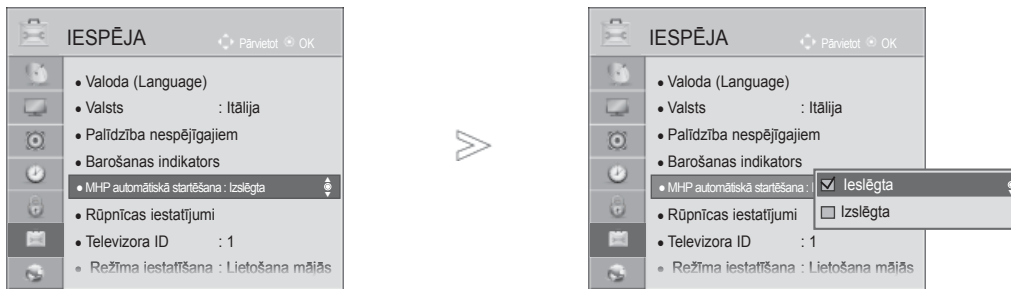 IESPĒJA
Pārvietot OK
● Valoda (Language)
● Valsts : Itālija
● Palīdzība nespējīgajiem
● Barošanas indikators
● MHP automātiskā startēšana : Izslēgta
● Rūpnīcas iestatījumi
● Televizora ID : 1
● Režīma iestatīšana : Lietošana mājās
>
IESPĒJA
Pārvietot OK
● Valoda (Language)
● Valsts : Itālija
● Palīdzība nespējīgajiem
● Barošanas indikators
● MHP automātiskā startēšana :
Ieslēgta
Izslēgta
● Rūpnīcas iestatījumi
● Televizora ID : 1
● Režīma iestatīšana : Lietošana mājās